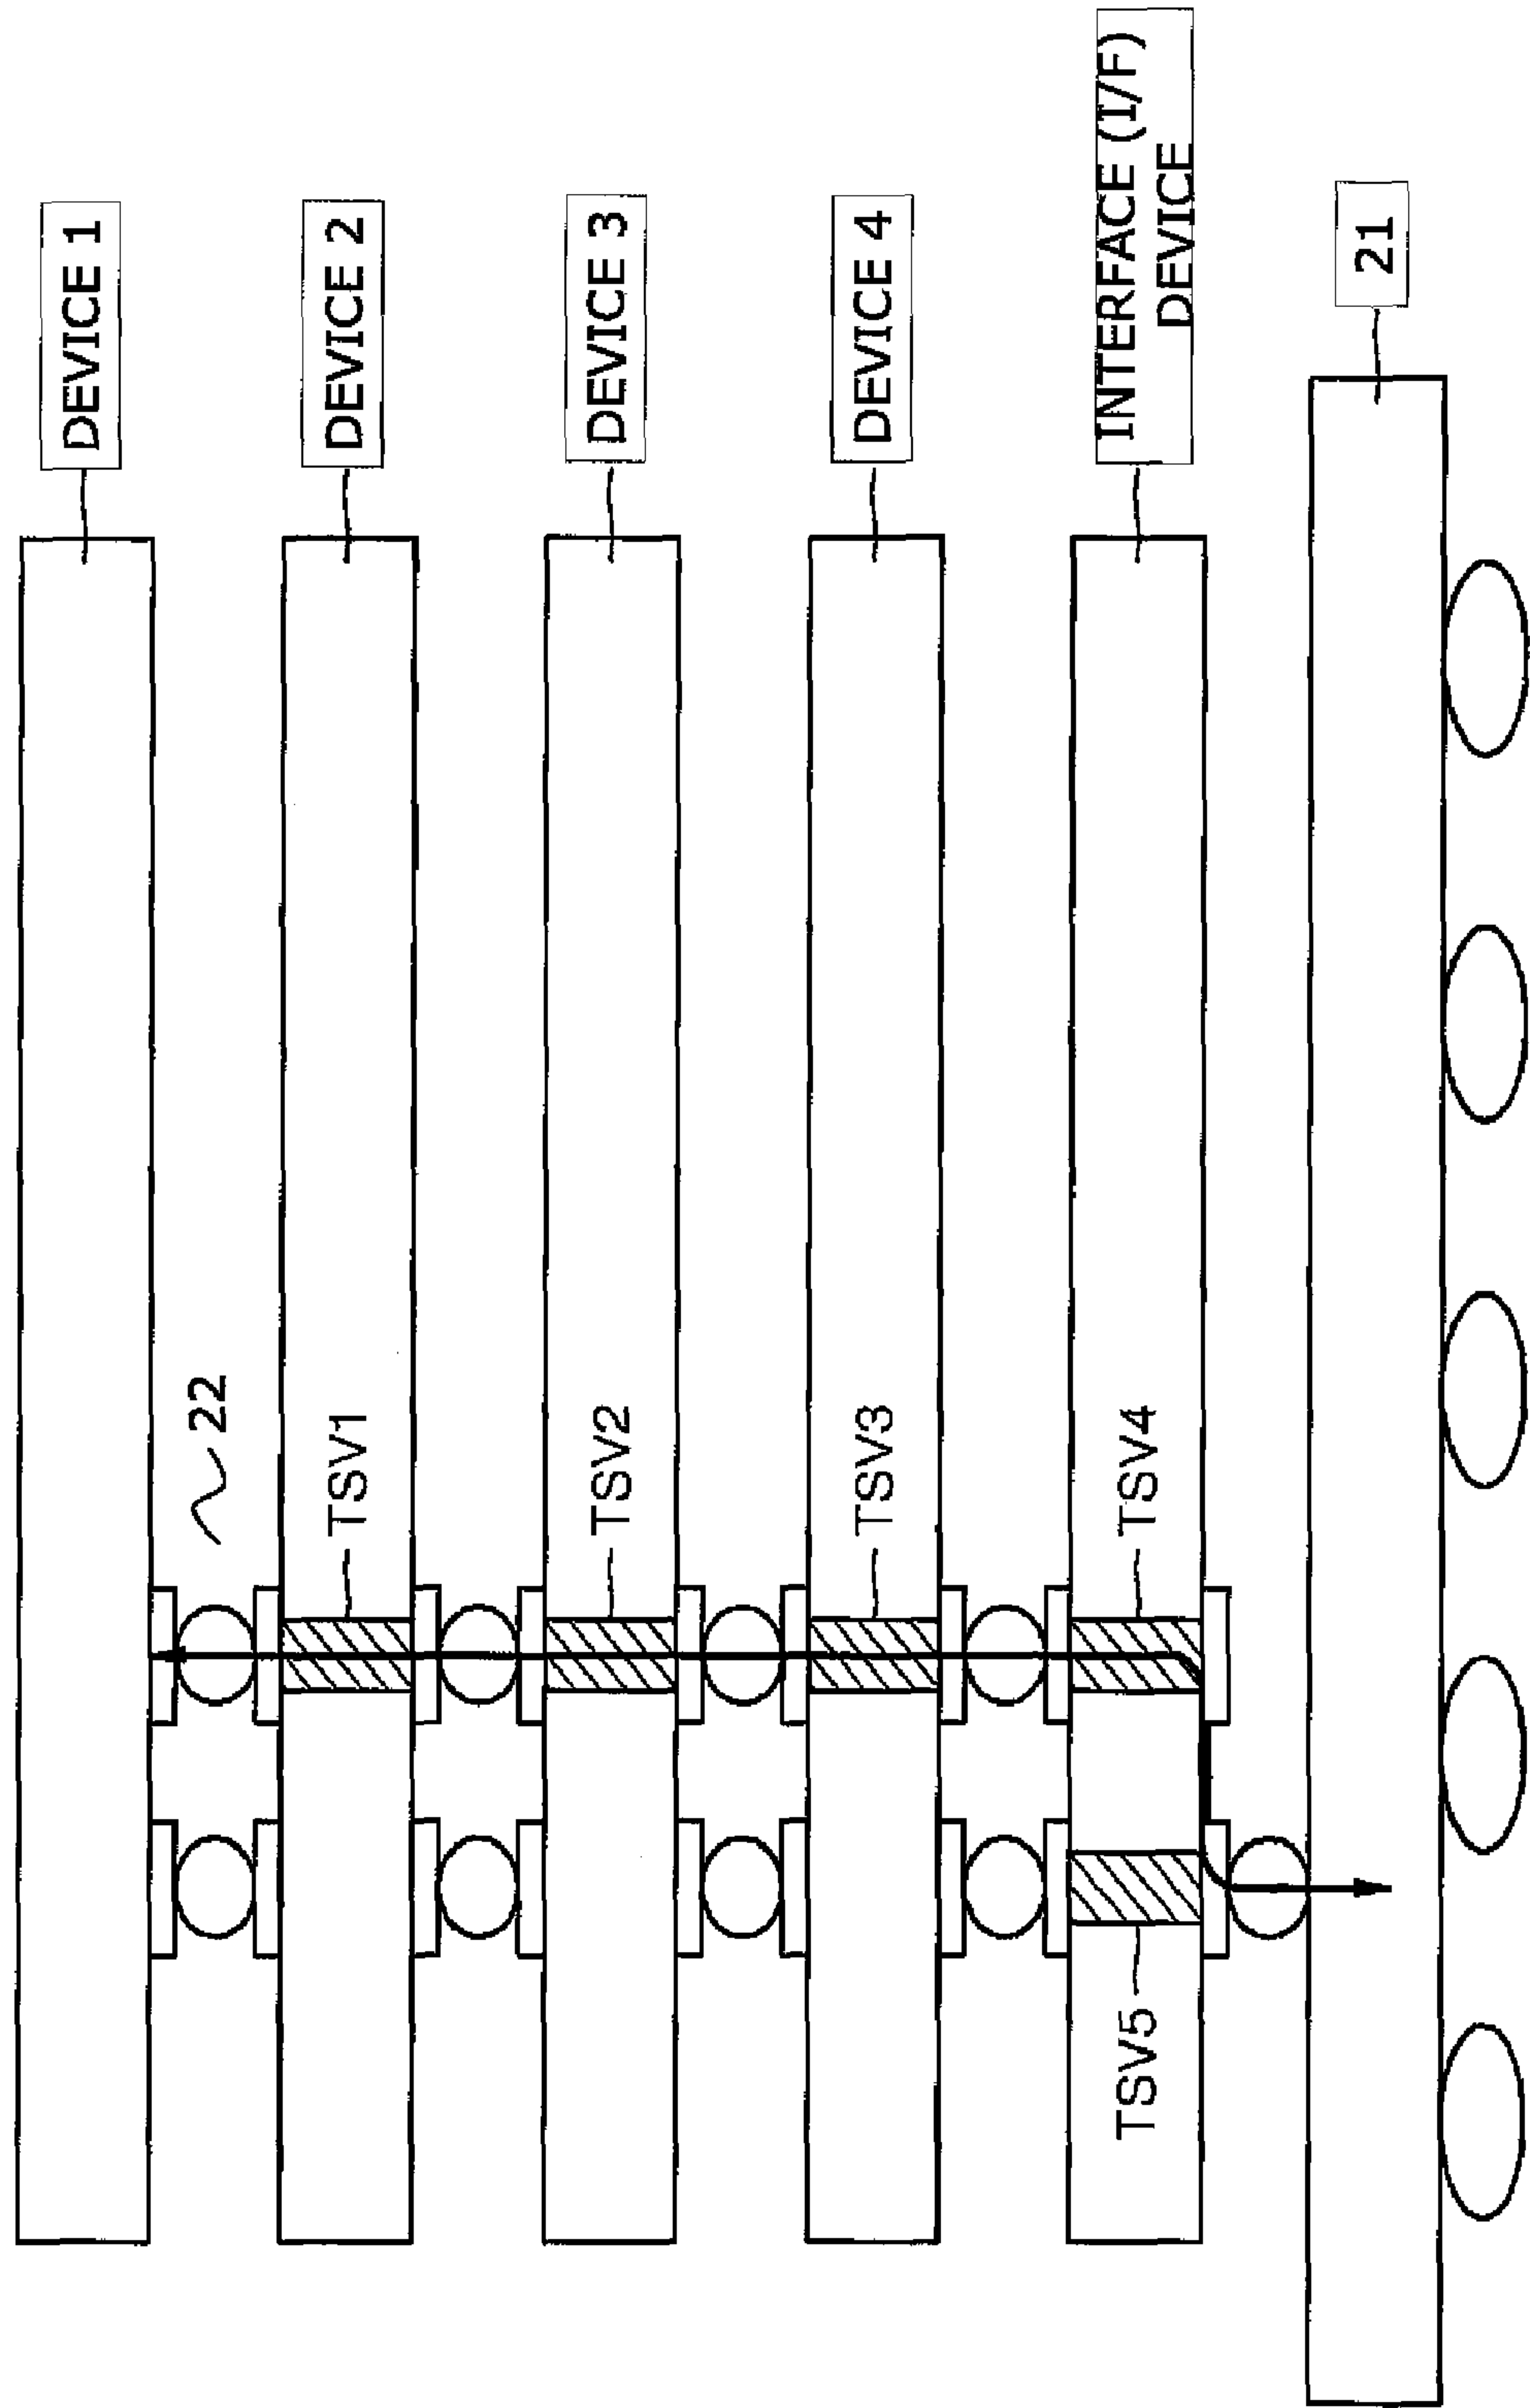 DEVICE 1
DEVICE 2
DEVICE 3
DEVICE 4
INTERFACE (I/F)
DEVICE
21
22
TSV1
TSV2
TSV3
TSV4
TSV5